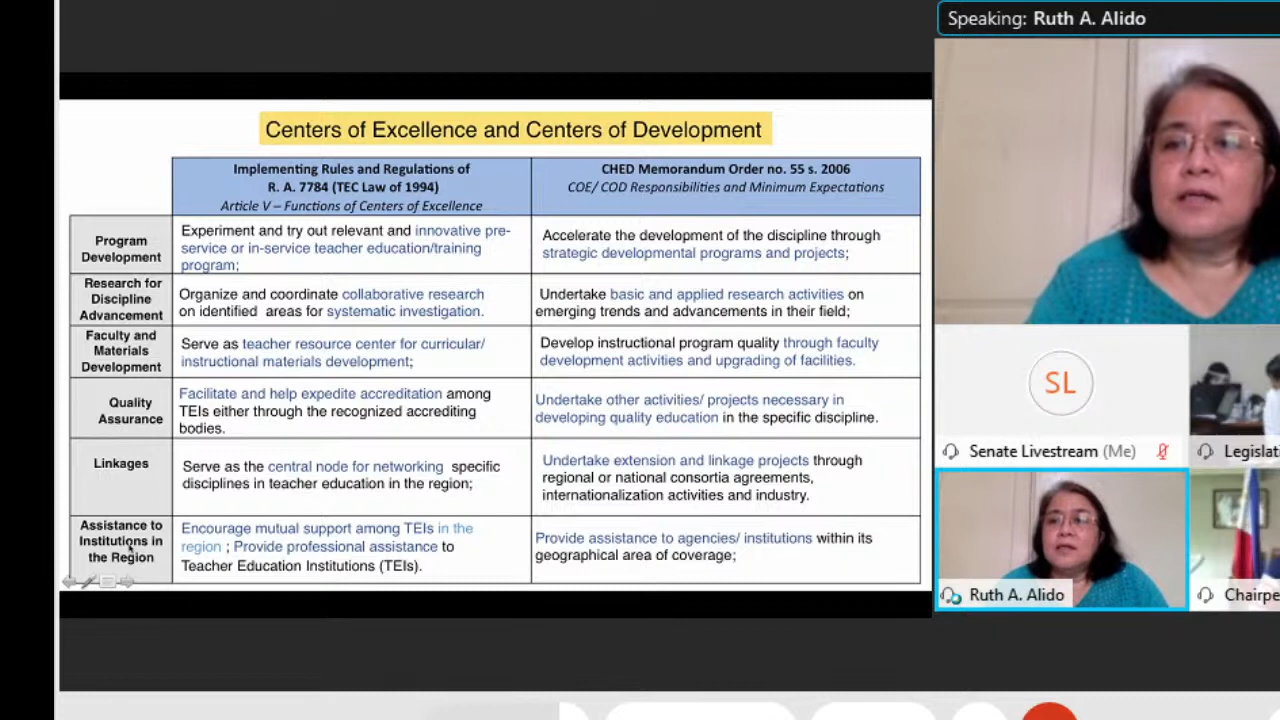 Speaking: Ruth A. Alido
Centers of Excellence and Centers of Development
Implementing Rules and Regulations of
R. A. 7784 (TEC Law of 1994)
Article V – Functions of Centers of Excellence
CHED Memorandum Order no. 55 s. 2006
COE/ COD Responsibilities and Minimum Expectations
Program
Development
Experiment and try out relevant and innovative pre-
service or in-service teacher education/training
program;
Accelerate the development of the discipline through
strategic developmental programs and projects;
Research for
Discipline
Advancement
Organize and coordinate collaborative research
on identified areas for systematic investigation.
Undertake basic and applied research activities on
emerging trends and advancements in their field;
Faculty and
Materials
Development
Serve as teacher resource center for curricular/
instructional materials development;
Develop instructional program quality through faculty
development activities and upgrading of facilities.
Quality
Assurance
Facilitate and help expedite accreditation among
TEIs either through the recognized accrediting
bodies.
Undertake other activities/ projects necessary in
developing quality education in the specific discipline.
Linkages
Serve as the central node for networking specific
disciplines in teacher education in the region;
Undertake extension and linkage projects through
regional or national consortia agreements,
internationalization activities and industry.
Assistance to
Institutions in
the Region
Encourage mutual support among TEIs in the
region ; Provide professional assistance to
Teacher Education Institutions (TEIs).
Provide assistance to agencies/ institutions within its
geographical area of coverage;
SL
Senate Livestream (Me)
Legislati
Ruth A. Alido
Chairpe